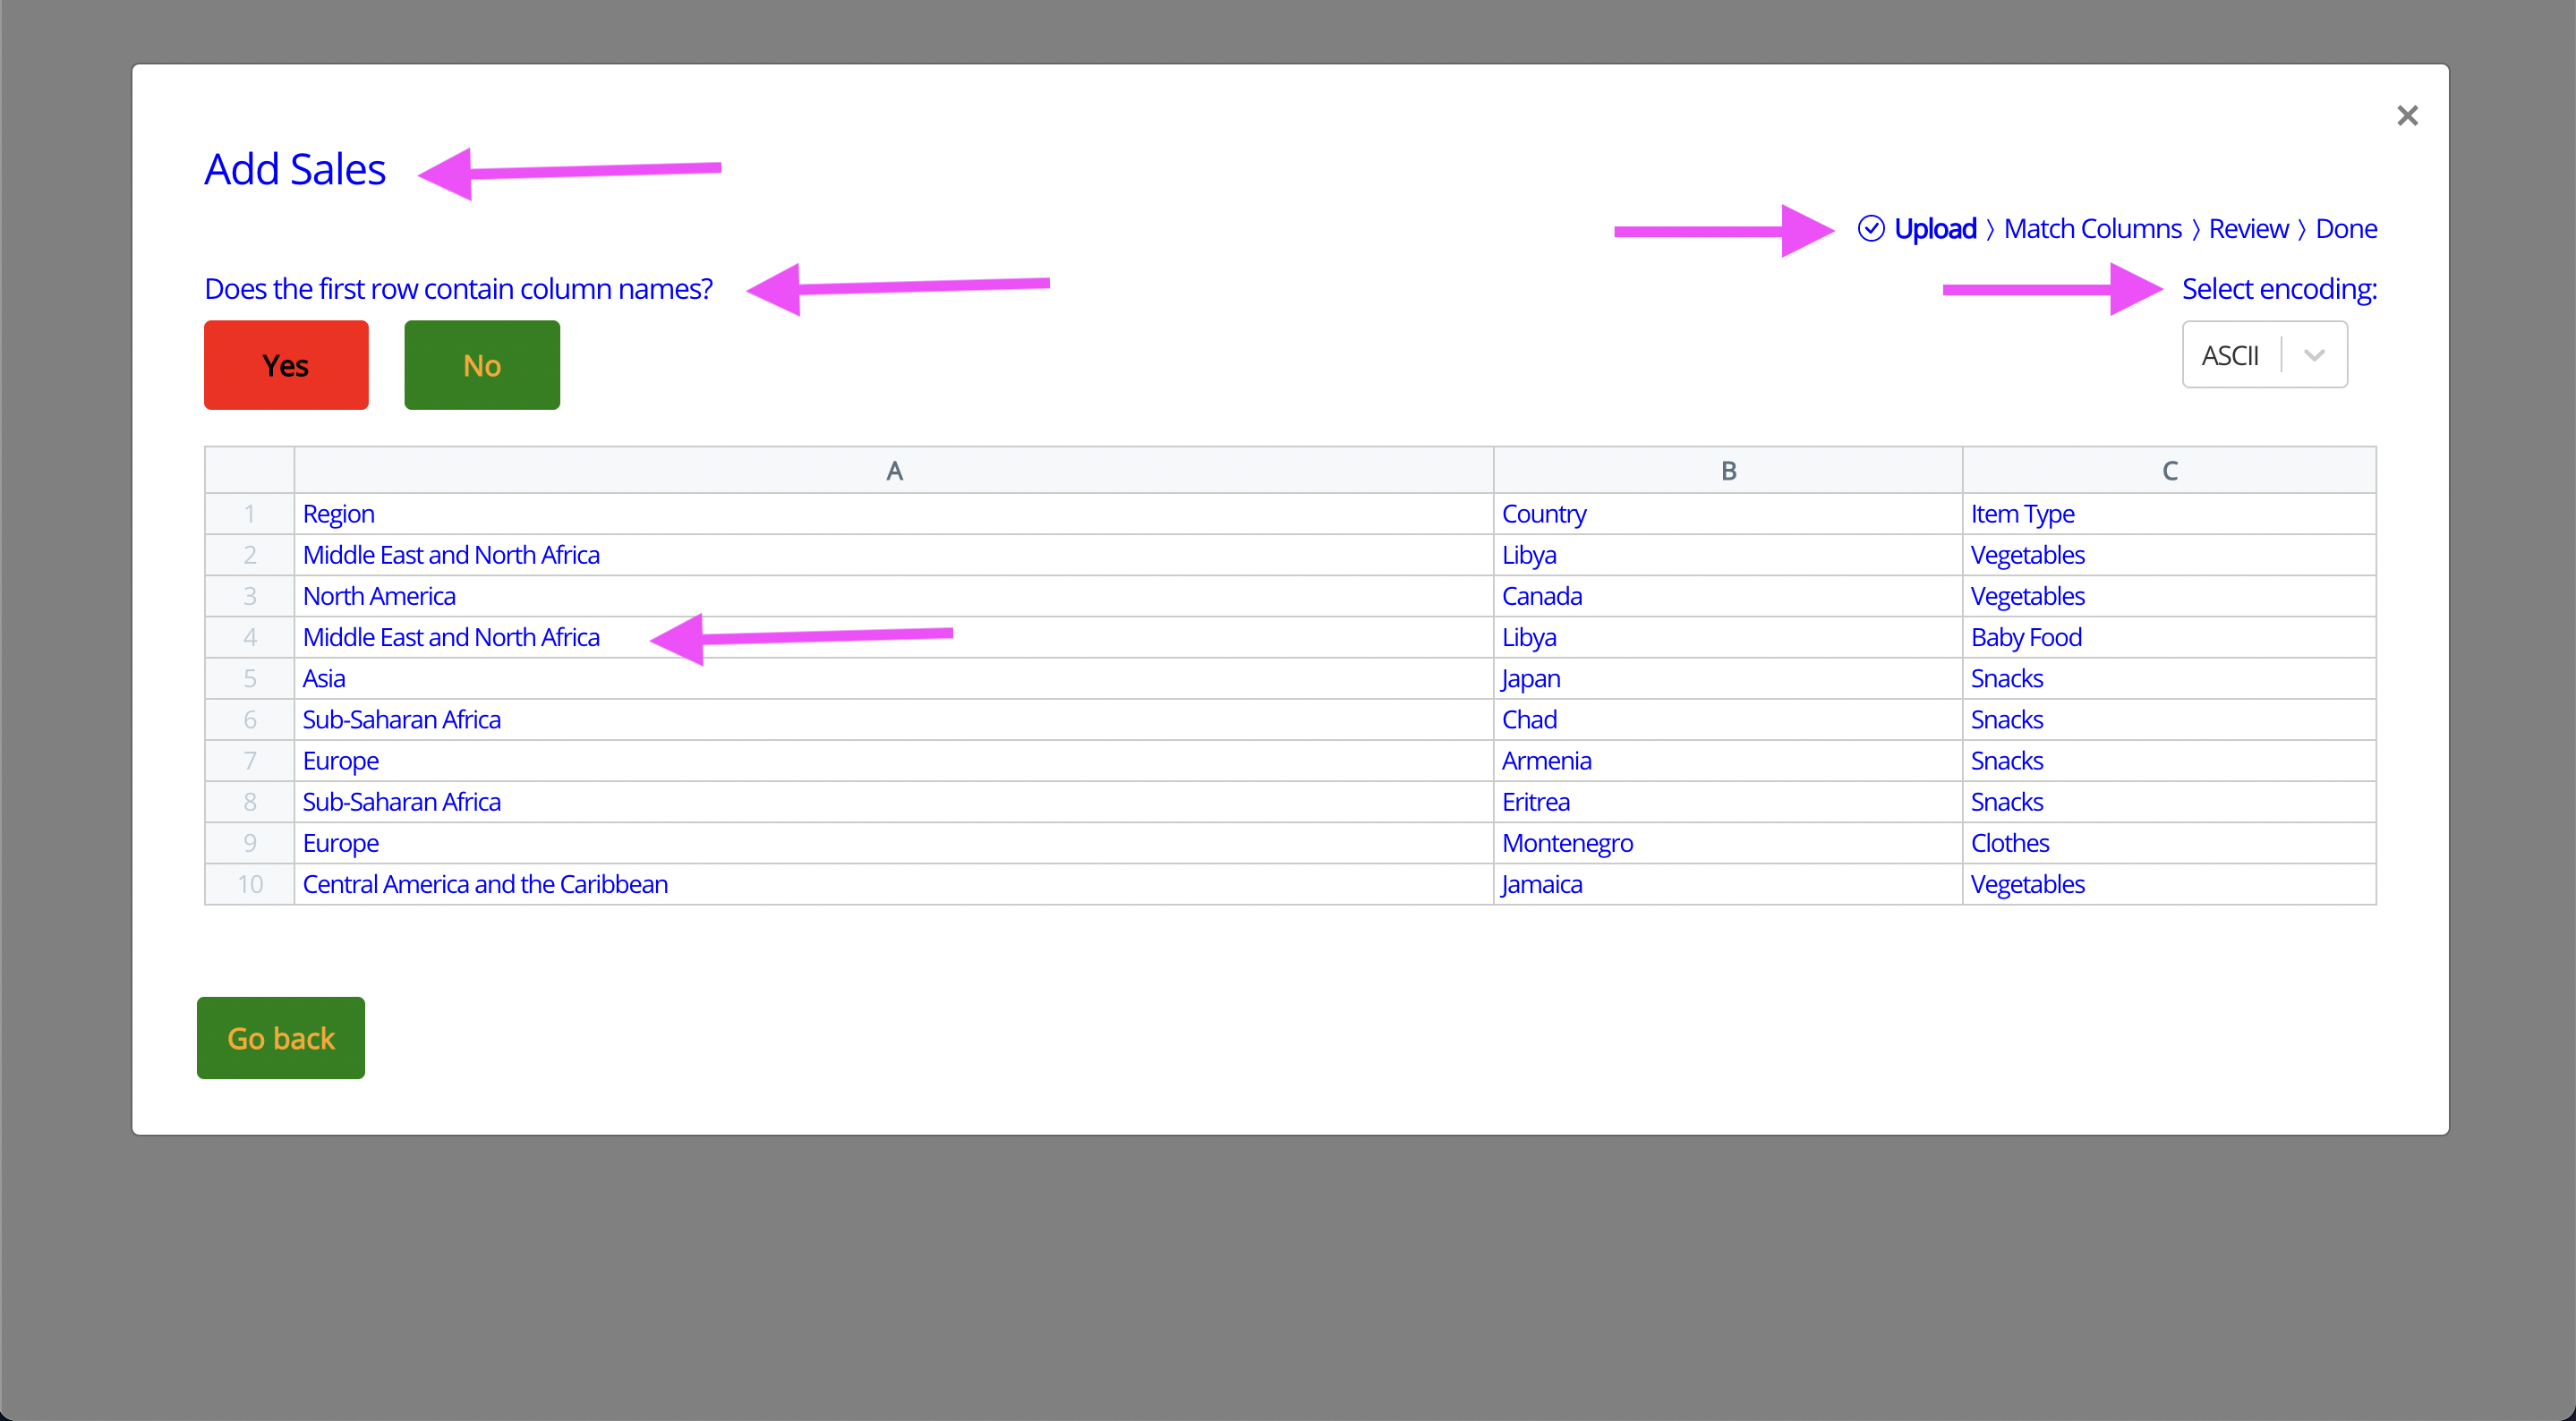 ×
Add Sales
Upload 〉 Match Columns 〉 Review 〉 Done
Does the first row contain column names?
Select encoding:
Yes No
ASCII
A B C
1 Region Country Item Type
2 Middle East and North Africa Libya Vegetables
3 North America Canada Vegetables
4 Middle East and North Africa Libya Baby Food
5 Asia Japan Snacks
6 Sub-Saharan Africa Chad Snacks
7 Europe Armenia Snacks
8 Sub-Saharan Africa Eritrea Snacks
9 Europe Montenegro Clothes
10 Central America and the Caribbean Jamaica Vegetables
Go back